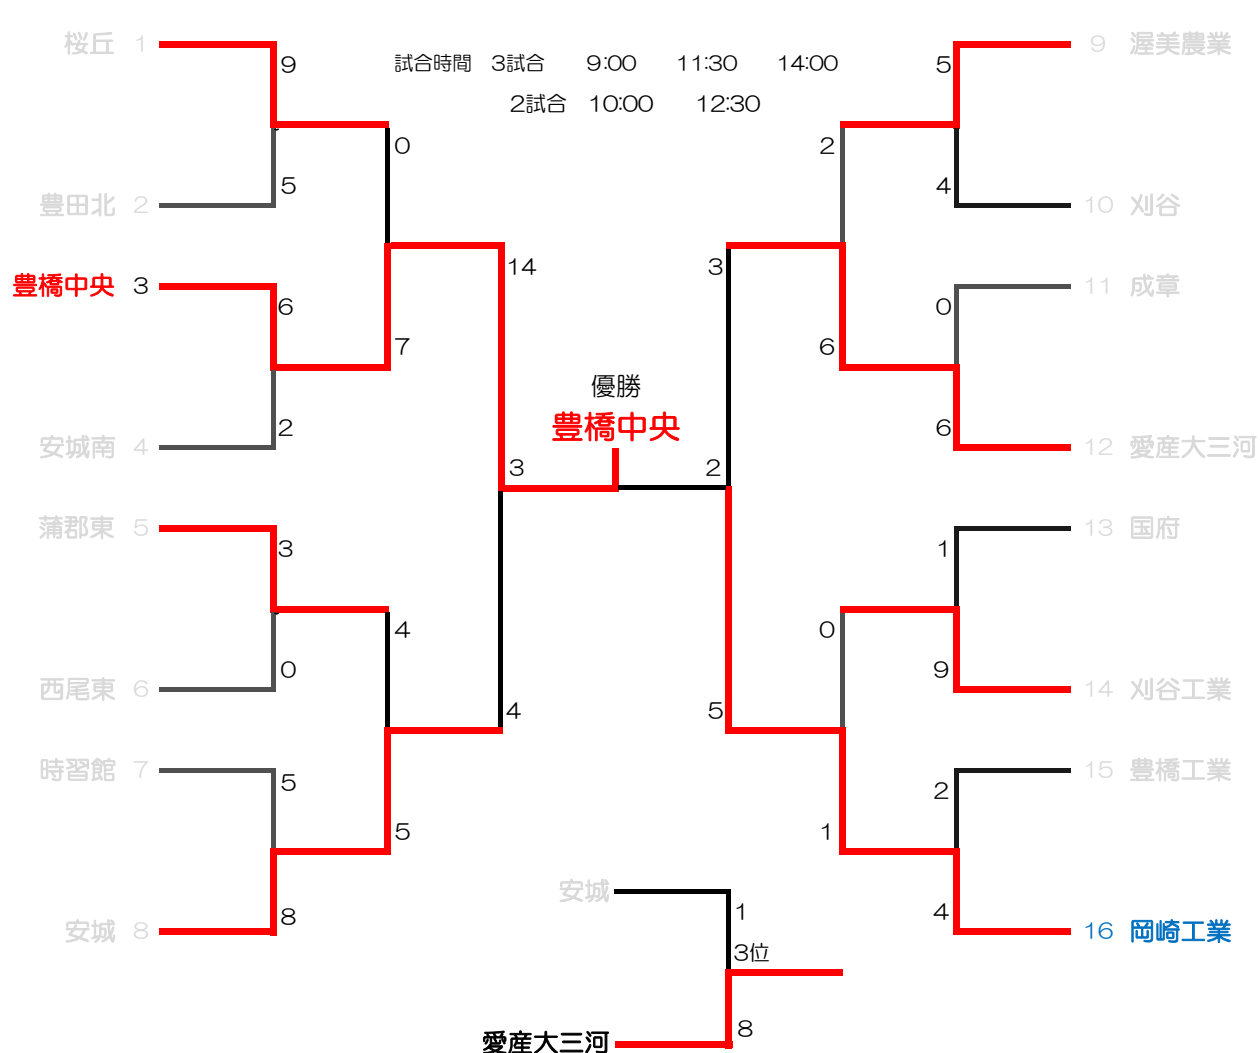 桜丘 1
9
試合時間 3試合 9:00 11:30 14:00
2試合 10:00 12:30
5
9 渥美農業
0
2
豊田北 2
5
4
10 刈谷
豊橋中央 3
6
14
3
0
11 成章
7
6
優勝
豊橋中央
安城南 4
2
3
2
6
12 愛産大三河
蒲郡東 5
3
1
13 国府
4
0
西尾東 6
0
9
14 刈谷工業
4
5
時習館 7
5
2
15 豊橋工業
5
1
安城 8
8
4
16 岡崎工業
安城
1
3位
8
愛産大三河